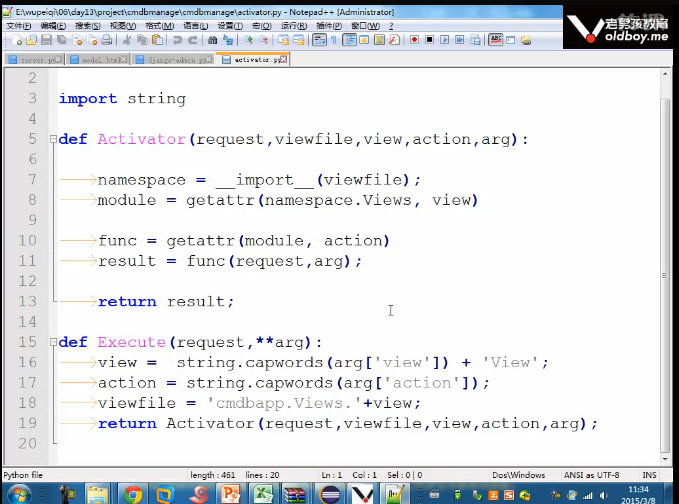 E:\wupeiqi\06\day13\project\cmdbmanage\cmdbmanage\activator.py - Notepad++ [Administrator]
文件(F) 编辑(E) 搜索(S) 视图(V) 格式(M) 语言(L) 设置(T) 宏(O) 运行(R) 插件(P) 窗口(W) ?
老男孩教育
oldboy.me
server.py modal.html django-admin.py activator.py
2
3 import string
4
5 def Activator(request,viewfile,view,action,arg):
6
7 namespace = __import__(viewfile);
8 module = getattr(namespace.Views, view)
9
10 func = getattr(module, action)
11 result = func(request,arg);
12
13 return result;
14
15 def Execute(request,**arg):
16 view =  string.capwords(arg['view']) + 'View';
17 action = string.capwords(arg['action']);
18 viewfile = 'cmdbapp.Views.'+view;
19 return Activator(request,viewfile,view,action,arg);
20
Python file length : 461 lines : 20 Ln : 1 Col : 1 Sel : 0 | 0 Dos\Windows ANSI as UTF-8 INS
11:34
2015/3/8